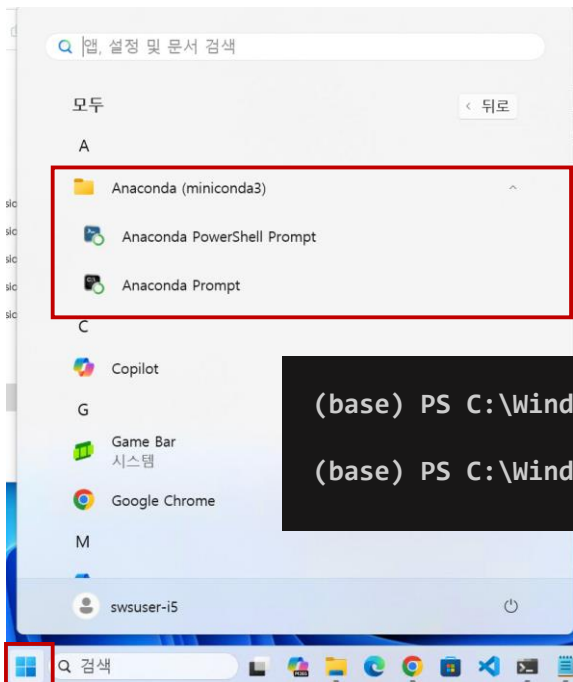 앱, 설정 및 문서 검색
모두
뒤로
A
Anaconda (miniconda3)
Anaconda PowerShell Prompt
Anaconda Prompt
C
Copilot
(base) PS C:\Wind
G
Game Bar
시스템
(base) PS C:\Wind
Google Chrome
M
swsuser-i5
검색